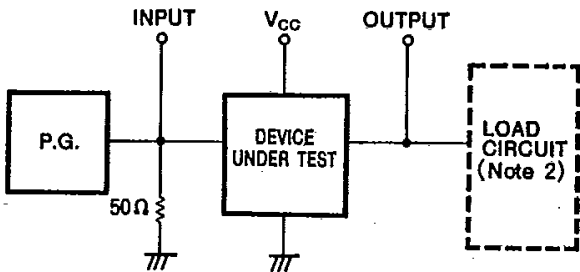 INPUT
VCC
OUTPUT
P.G.
DEVICE
UNDER TEST
LOAD
CIRCUIT
(Note 2)
50Ω